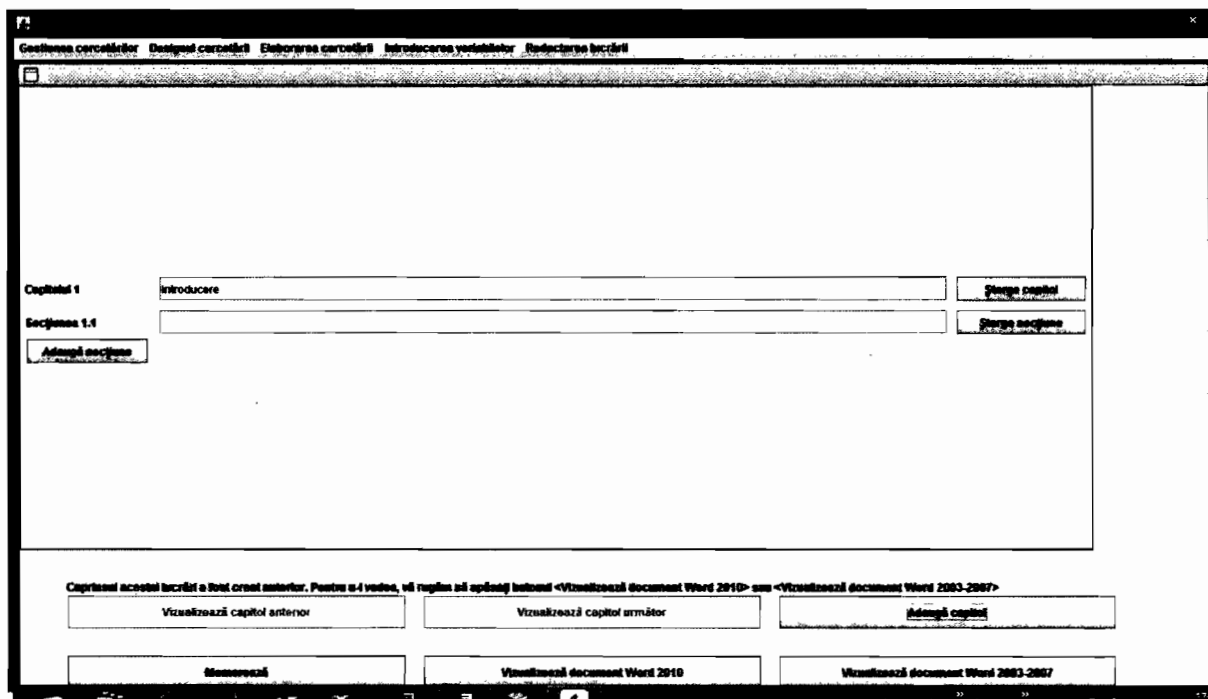 Gestiunea cercetărilor Designul cercetării Elaborarea cercetării Introducerea variabilelor Redactarea lucrării
Capitolul 1 Introducere Șterge capitol
Secțiunea 1.1 Șterge secțiune
Adaugă secțiune
Cuprinsul acestei lucrări a fost creat anterior. Pentru a-l vedea, vă rugăm să apăsați butonul <Vizualizează document Word 2010> sau <Vizualizează document Word 2003-2007>
Vizualizează capitol anterior Vizualizează capitol următor Adaugă capitol
Memorează Vizualizează document Word 2010 Vizualizează document Word 2003-2007